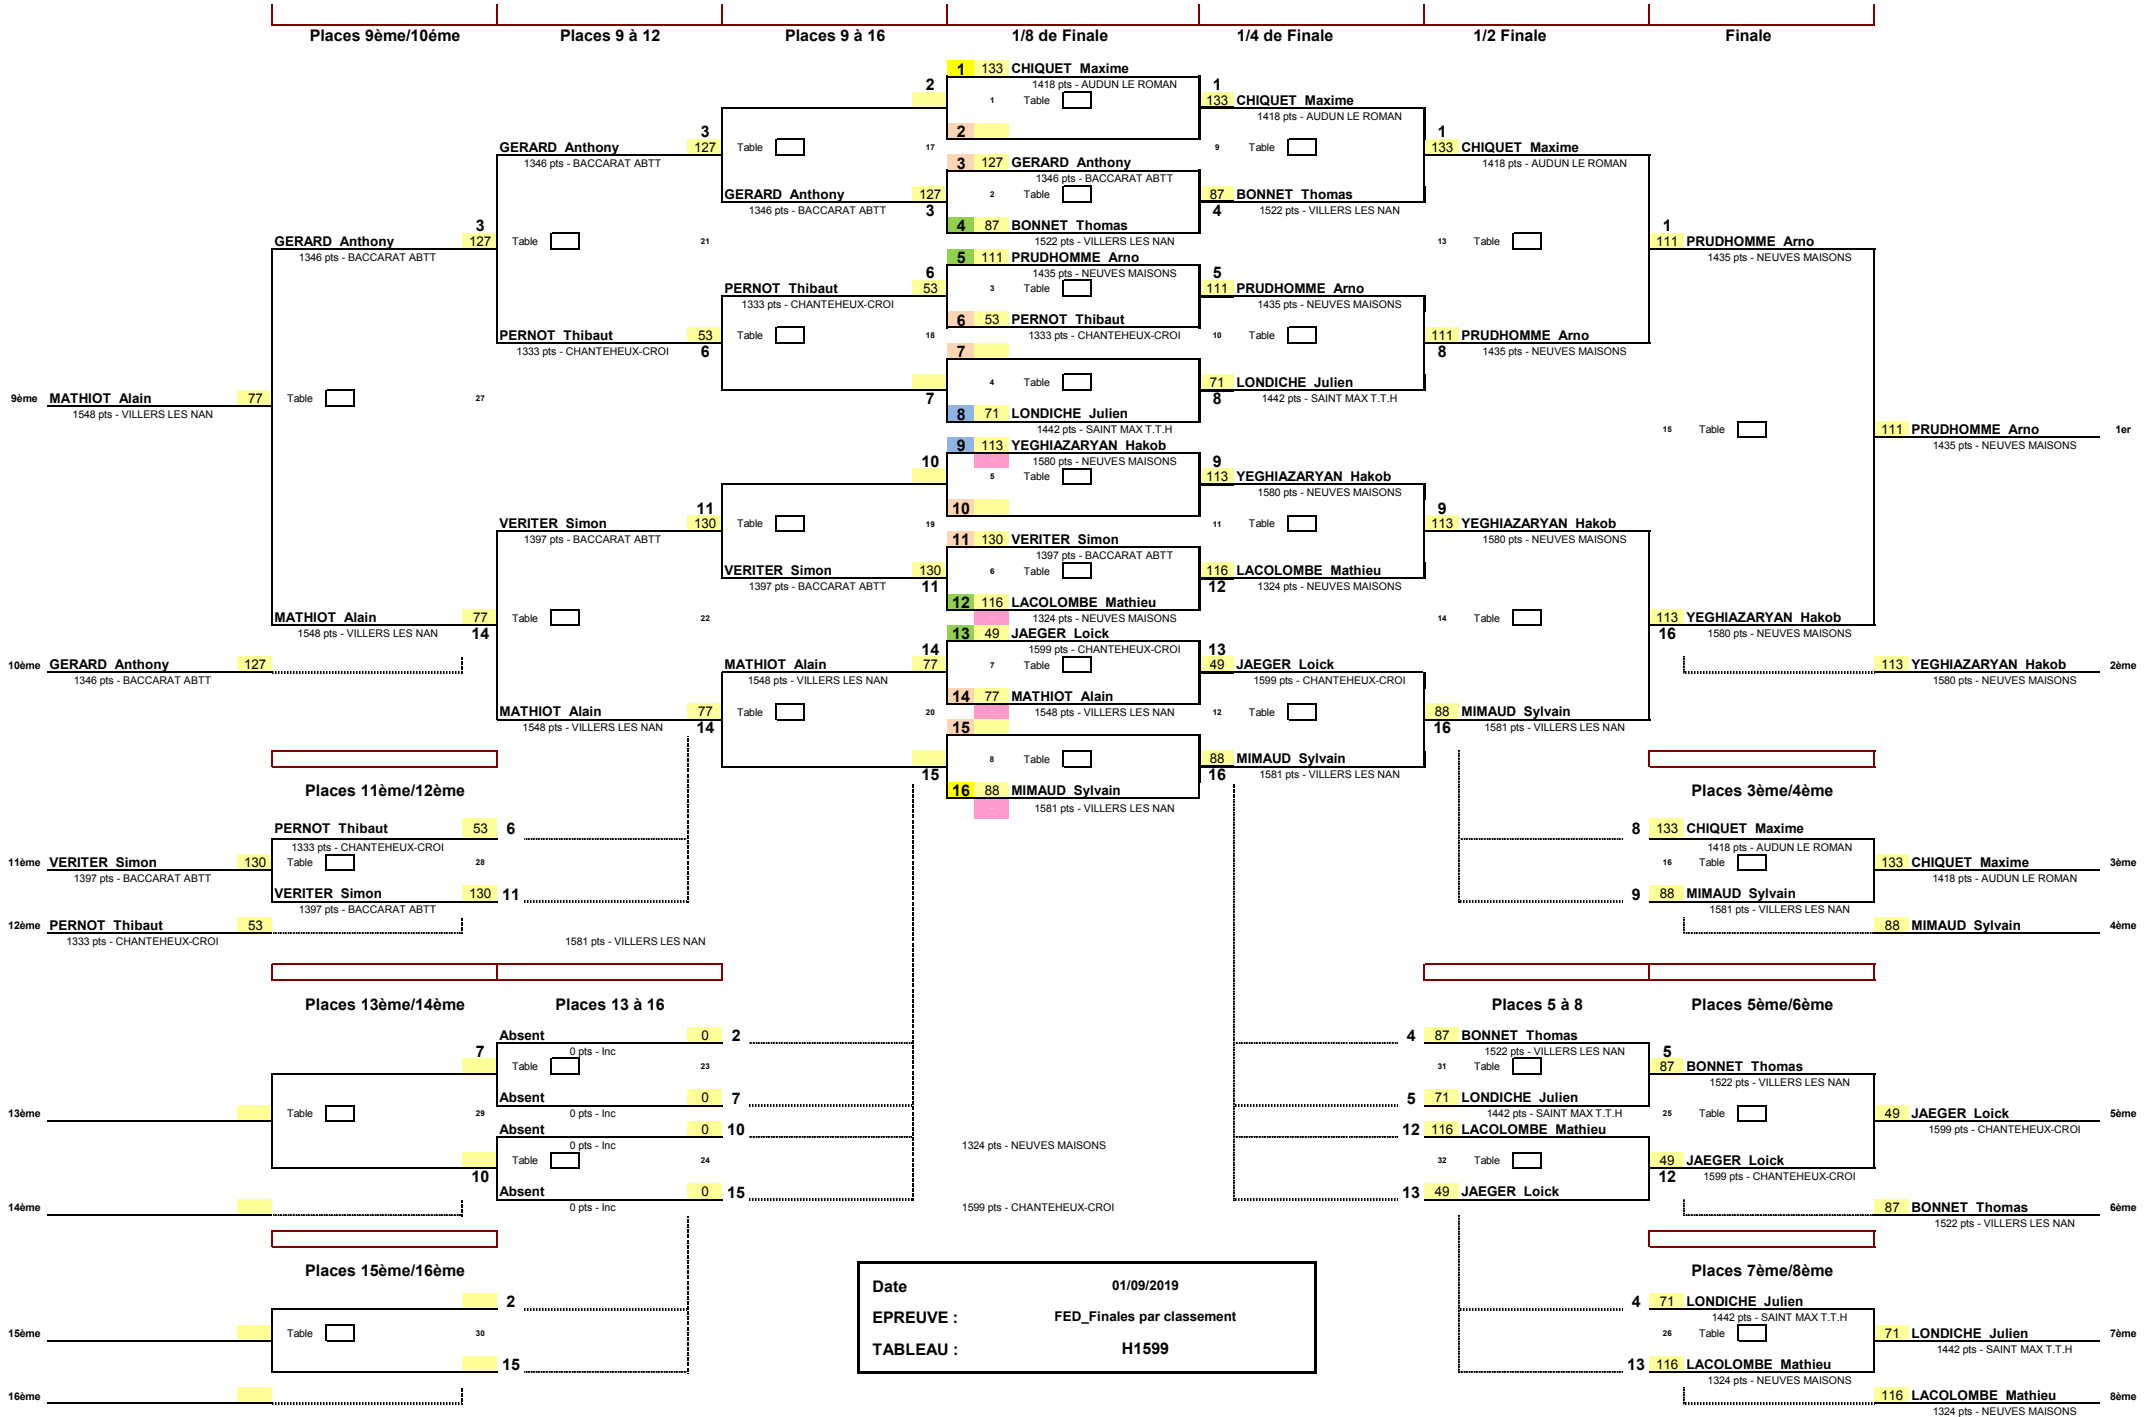 Places 9ème/10éme Places 9 à 12 Places 9 à 16 1/8 de Finale 1/4 de Finale 1/2 Finale Finale
1 133 CHIQUET Maxime
2 1418 pts - AUDUN LE ROMAN 1
1 Table 133 CHIQUET Maxime
1418 pts - AUDUN LE ROMAN
3 2 1
GERARD Anthony 127 Table 17 9 Table 133 CHIQUET Maxime
1346 pts - BACCARAT ABTT 3 127 GERARD Anthony 1418 pts - AUDUN LE ROMAN
1346 pts - BACCARAT ABTT
GERARD Anthony 127 2 Table 87 BONNET Thomas
1346 pts - BACCARAT ABTT 3 4 1522 pts - VILLERS LES NAN
3 4 87 BONNET Thomas 1
GERARD Anthony 127 Table 21 1522 pts - VILLERS LES NAN 13 Table 111 PRUDHOMME Arno
1346 pts - BACCARAT ABTT 5 111 PRUDHOMME Arno 1435 pts - NEUVES MAISONS
6 1435 pts - NEUVES MAISONS 5
PERNOT Thibaut 53 3 Table 111 PRUDHOMME Arno
1333 pts - CHANTEHEUX-CROI 1435 pts - NEUVES MAISONS
6 53 PERNOT Thibaut
PERNOT Thibaut 53 Table 18 1333 pts - CHANTEHEUX-CROI 10 Table 111 PRUDHOMME Arno
1333 pts - CHANTEHEUX-CROI 6 7 8 1435 pts - NEUVES MAISONS
4 Table 71 LONDICHE Julien
9ème MATHIOT Alain 77 Table 27 7 8 1442 pts - SAINT MAX T.T.H
1548 pts - VILLERS LES NAN 8 71 LONDICHE Julien
1442 pts - SAINT MAX T.T.H 15 Table 111 PRUDHOMME Arno 1er
9 113 YEGHIAZARYAN Hakob 1435 pts - NEUVES MAISONS
10 1580 pts - NEUVES MAISONS 9
5 Table 113 YEGHIAZARYAN Hakob
1580 pts - NEUVES MAISONS
11 10 9
VERITER Simon 130 Table 19 11 Table 113 YEGHIAZARYAN Hakob
1397 pts - BACCARAT ABTT 11 130 VERITER Simon 1580 pts - NEUVES MAISONS
1397 pts - BACCARAT ABTT
VERITER Simon 130 6 Table 116 LACOLOMBE Mathieu
1397 pts - BACCARAT ABTT 11 12 1324 pts - NEUVES MAISONS
12 116 LACOLOMBE Mathieu
MATHIOT Alain 77 Table 22 1324 pts - NEUVES MAISONS 14 Table 113 YEGHIAZARYAN Hakob
1548 pts - VILLERS LES NAN 14 13 49 JAEGER Loick 16 1580 pts - NEUVES MAISONS
14 1599 pts - CHANTEHEUX-CROI 13
10ème GERARD Anthony 127 MATHIOT Alain 77 7 Table 49 JAEGER Loick 113 YEGHIAZARYAN Hakob 2ème
1346 pts - BACCARAT ABTT 1548 pts - VILLERS LES NAN 1599 pts - CHANTEHEUX-CROI 1580 pts - NEUVES MAISONS
14 77 MATHIOT Alain
MATHIOT Alain 77 Table 20 1548 pts - VILLERS LES NAN 12 Table 88 MIMAUD Sylvain
1548 pts - VILLERS LES NAN 14 15 16 1581 pts - VILLERS LES NAN
8 Table 88 MIMAUD Sylvain
15 16 1581 pts - VILLERS LES NAN
Places 11ème/12ème 16 88 MIMAUD Sylvain Places 3ème/4ème
1581 pts - VILLERS LES NAN
PERNOT Thibaut 53 6 8 133 CHIQUET Maxime
1333 pts - CHANTEHEUX-CROI 1418 pts - AUDUN LE ROMAN
11ème VERITER Simon 130 Table 28 16 Table 133 CHIQUET Maxime 3ème
1397 pts - BACCARAT ABTT 1418 pts - AUDUN LE ROMAN
VERITER Simon 130 11 9 88 MIMAUD Sylvain
1397 pts - BACCARAT ABTT 1581 pts - VILLERS LES NAN
12ème PERNOT Thibaut 53 88 MIMAUD Sylvain 4ème
1333 pts - CHANTEHEUX-CROI 1581 pts - VILLERS LES NAN
Places 13ème/14ème Places 13 à 16 Places 5 à 8 Places 5ème/6ème
Absent 0 2 4 87 BONNET Thomas
7 0 pts - Inc 1522 pts - VILLERS LES NAN 5
Table 23 31 Table 87 BONNET Thomas
1522 pts - VILLERS LES NAN
Absent 0 7 5 71 LONDICHE Julien
13ème Table 29 0 pts - Inc 1442 pts - SAINT MAX T.T.H 25 Table 49 JAEGER Loick 5ème
Absent 0 10 12 116 LACOLOMBE Mathieu 1599 pts - CHANTEHEUX-CROI
0 pts - Inc 1324 pts - NEUVES MAISONS
Table 24 32 Table 49 JAEGER Loick
10 12 1599 pts - CHANTEHEUX-CROI
Absent 0 15 13 49 JAEGER Loick
14ème 0 pts - Inc 1599 pts - CHANTEHEUX-CROI 87 BONNET Thomas 6ème
1522 pts - VILLERS LES NAN
Places 15ème/16ème Places 7ème/8ème
Date 01/09/2019
2 4 71 LONDICHE Julien
EPREUVE : FED_Finales par classement 1442 pts - SAINT MAX T.T.H
15ème Table 30 26 Table 71 LONDICHE Julien 7ème
TABLEAU : H1599 1442 pts - SAINT MAX T.T.H
15 13 116 LACOLOMBE Mathieu
1324 pts - NEUVES MAISONS
16ème 116 LACOLOMBE Mathieu 8ème
1324 pts - NEUVES MAISONS